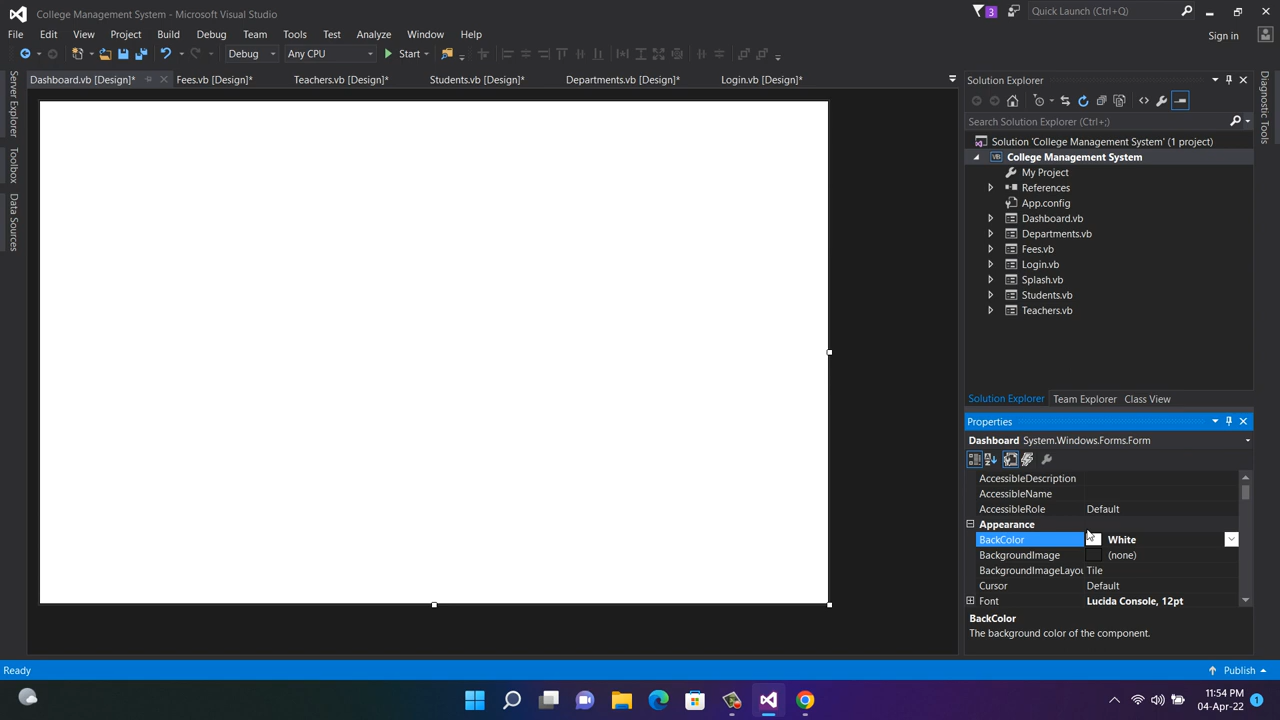 College Management System - Microsoft Visual Studio
3
Quick Launch (Ctrl+Q)
File Edit View Project Build Debug Team Tools Test Analyze Window Help
Sign in
Debug Any CPU Start
Dashboard.vb [Design]* Fees.vb [Design]* Teachers.vb [Design]* Students.vb [Design]* Departments.vb [Design]* Login.vb [Design]*
Server Explorer
Toolbox
Data Sources
Solution Explorer
Search Solution Explorer (Ctrl+;)
Solution 'College Management System' (1 project)
VB College Management System
My Project
References
App.config
Dashboard.vb
Departments.vb
Fees.vb
Login.vb
Splash.vb
Students.vb
Teachers.vb
Diagnostic Tools
Solution Explorer Team Explorer Class View
Properties
Dashboard System.Windows.Forms.Form
AccessibleDescription
AccessibleName
AccessibleRole Default
Appearance
BackColor White
BackgroundImage (none)
BackgroundImageLayou Tile
Cursor Default
Font Lucida Console, 12pt
BackColor
The background color of the component.
Ready
Publish
11:54 PM
04-Apr-22
1